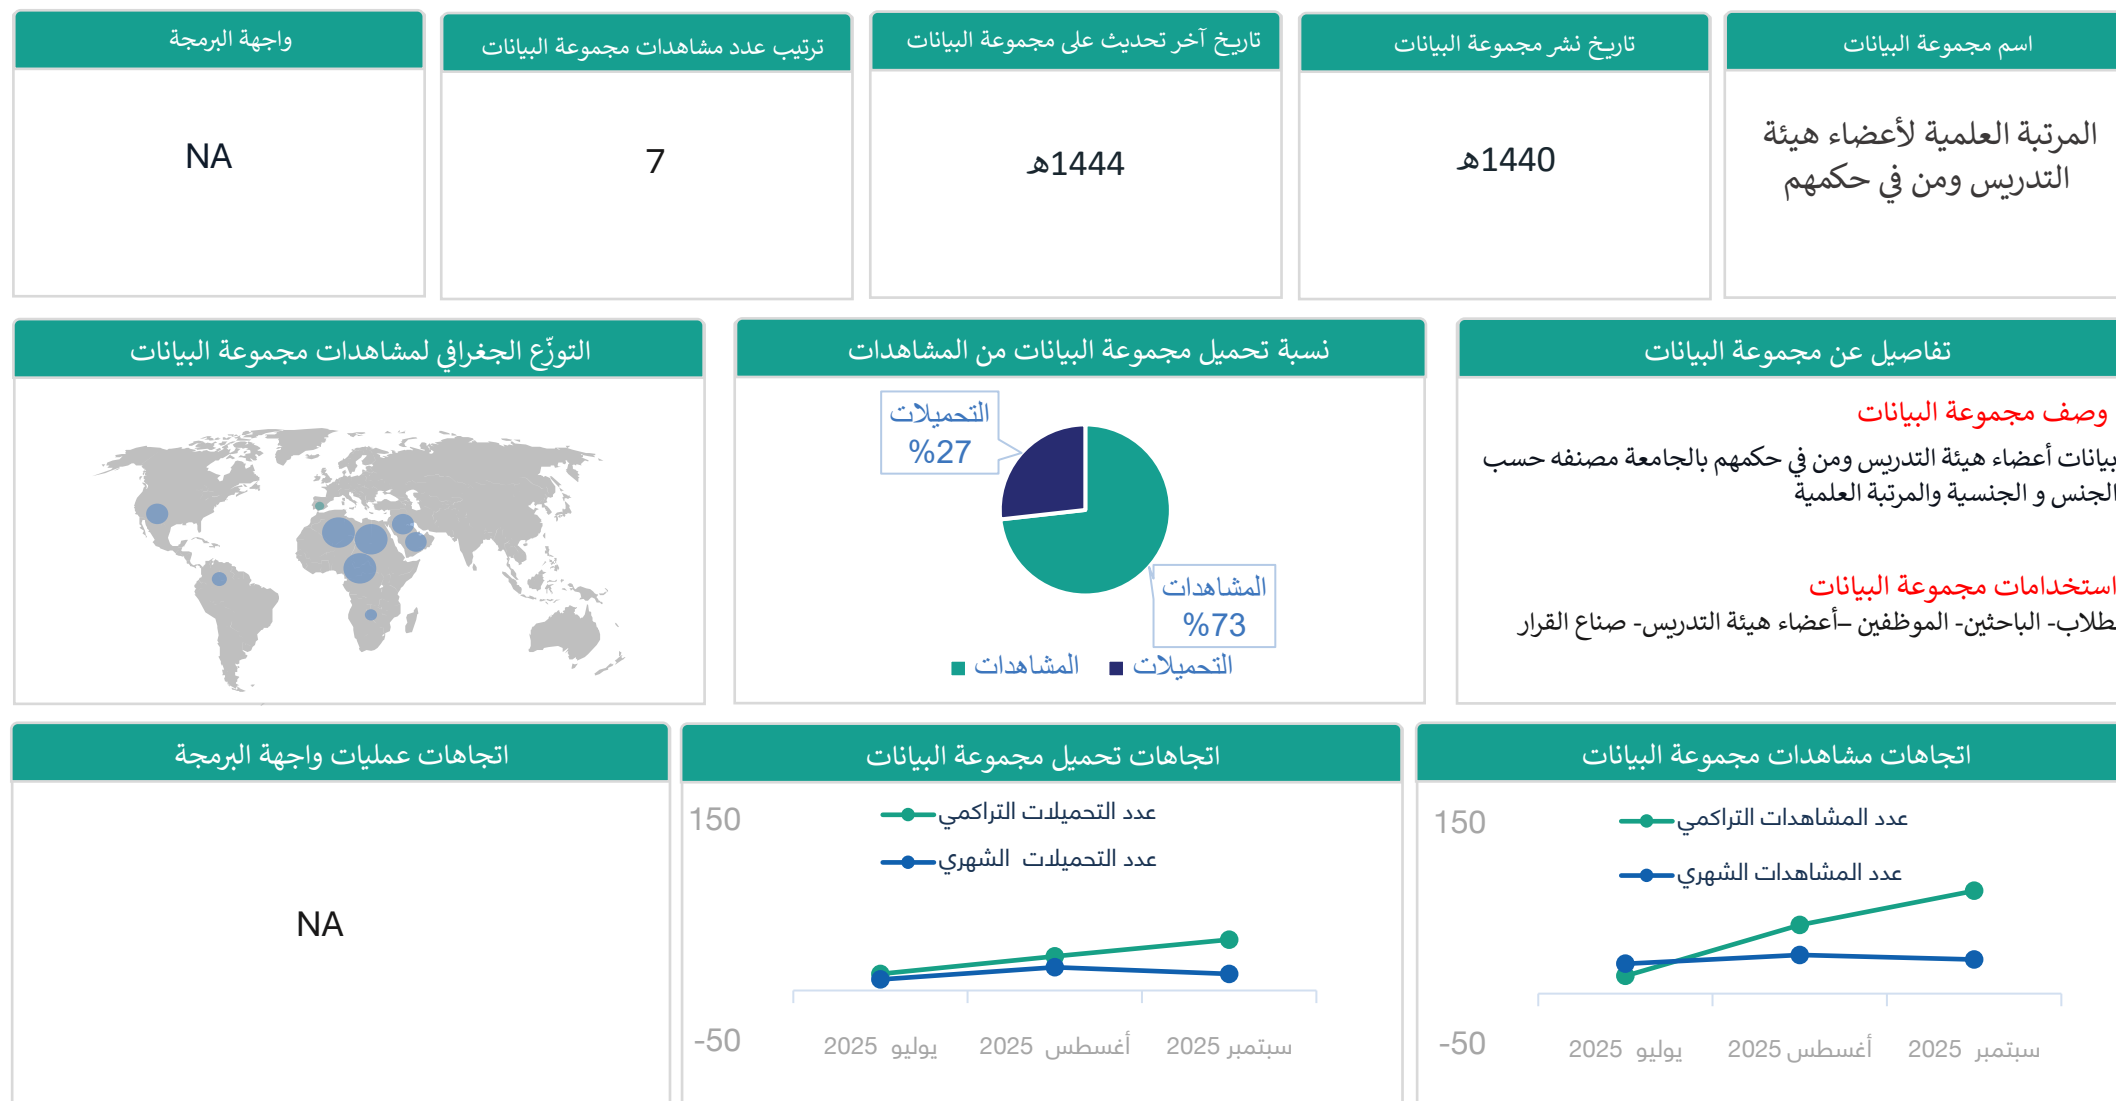 اسم مجموعة البيانات
المرتبة العلمية لأعضاء هيئة
التدريس ومن في حكمهم
تاريخ نشر مجموعة البيانات
1440هـ
تاريخ آخر تحديث على مجموعة البيانات
1444هـ
ترتيب عدد مشاهدات مجموعة البيانات
7
واجهة البرمجة
NA
تفاصيل عن مجموعة البيانات
وصف مجموعة البيانات
بيانات أعضاء هيئة التدريس ومن في حكمهم بالجامعة مصنفه حسب
الجنس و الجنسية والمرتبة العلمية
استخدامات مجموعة البيانات
الباحثين- الموظفين –أعضاء هيئة التدريس- صناع القرار
نسبة تحميل مجموعة البيانات من المشاهدات
التحميلات
%27
المشاهدات
%73
المشاهدات التحميلات
التوزّع الجغرافي لمشاهدات مجموعة البيانات
اتجاهات مشاهدات مجموعة البيانات
150
عدد المشاهدات التراكمي
عدد المشاهدات الشهري
-50
يوليو 2025 أغسطس 2025 سبتمبر 2025
اتجاهات تحميل مجموعة البيانات
150
عدد التحميلات التراكمي
عدد التحميلات الشهري
-50
يوليو 2025 أغسطس 2025 سبتمبر 2025
اتجاهات عمليات واجهة البرمجة
NA